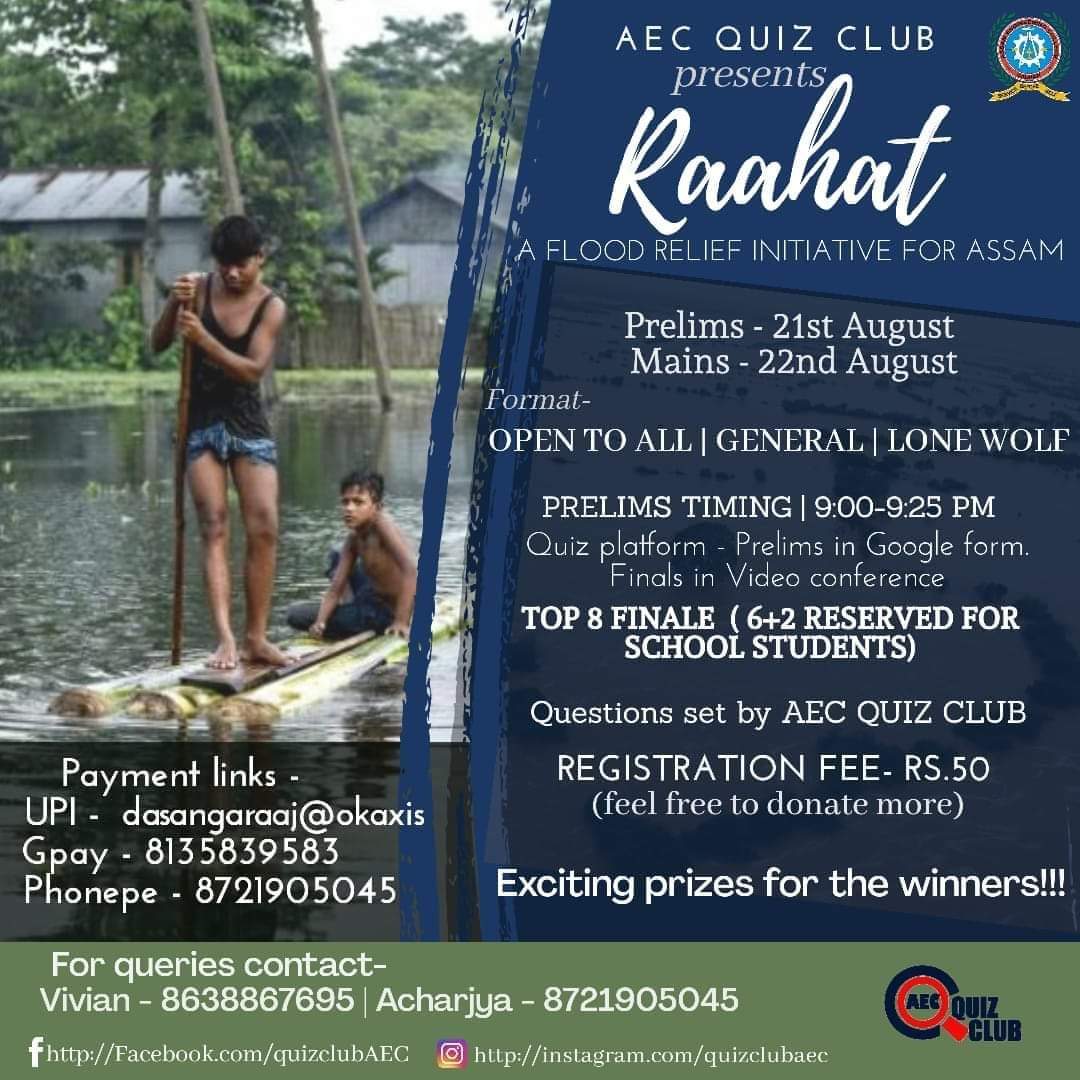 AEC QUIZ CLUB
presents
Raahat
A FLOOD RELIEF INITIATIVE FOR ASSAM
Prelims - 21st August
Mains - 22nd August
Format-
OPEN TO ALL | GENERAL | LONE WOLF
PRELIMS TIMING | 9:00-9:25 PM
Quiz platform - Prelims in Google form.
Finals in Video conference
TOP 8 FINALE ( 6+2 RESERVED FOR
SCHOOL STUDENTS)
Questions set by AEC QUIZ CLUB
REGISTRATION FEE- RS.50
(feel free to donate more)
Exciting prizes for the winners!!!
Payment links -
UPI - dasangaraaj@okaxis
Gpay - 8135839583
Phonepe - 8721905045
For queries contact-
Vivian - 8638867695 | Acharjya - 8721905045
http://Facebook.com/quizclubAEC
http://instagram.com/quizclubaec
AEC QUIZ
CLUB